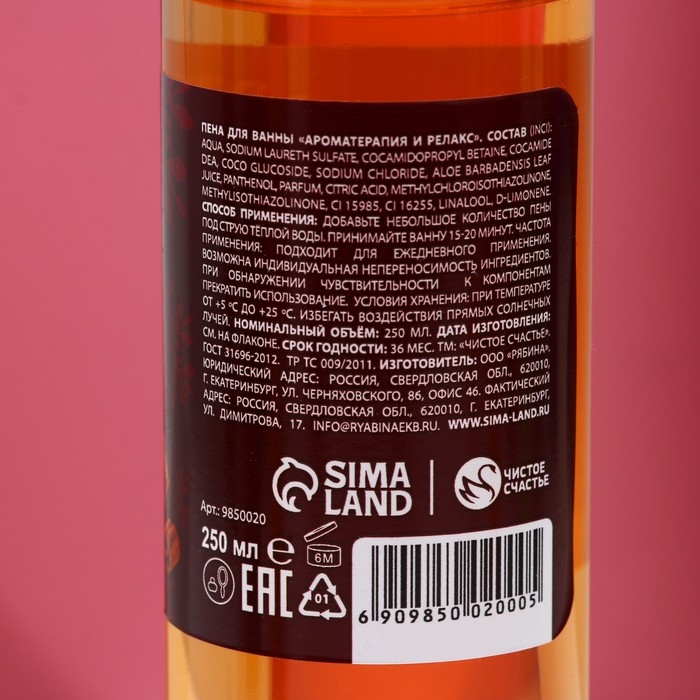 ПЕНА ДЛЯ ВАННЫ «АРОМАТЕРАПИЯ И РЕЛАКС». СОСТАВ (INCI):
AQUA, SODIUM LAURETH SULFATE, COCAMIDOPROPYL BETAINE, COCAMIDE
DEA, COCO GLUCOSIDE, SODIUM CHLORIDE, ALOE BARBADENSIS LEAF
JUICE, PANTHENOL, PARFUM, CITRIC ACID, METHYLCHLOROISOTHIAZOLINONE,
METHYLISOTHIAZOLINONE, CI 15985, CI 16255, LINALOOL, D-LIMONENE.
СПОСОБ ПРИМЕНЕНИЯ: ДОБАВЬТЕ НЕБОЛЬШОЕ КОЛИЧЕСТВО ПЕНЫ
ПОД СТРУЮ ТЁПЛОЙ ВОДЫ. ПРИНИМАЙТЕ ВАННУ 15-20 МИНУТ. ЧАСТОТА
ПРИМЕНЕНИЯ: ПОДХОДИТ ДЛЯ ЕЖЕДНЕВНОГО ПРИМЕНЕНИЯ.
ВОЗМОЖНА ИНДИВИДУАЛЬНАЯ НЕПЕРЕНОСИМОСТЬ ИНГРЕДИЕНТОВ.
ПРИ ОБНАРУЖЕНИИ ЧУВСТВИТЕЛЬНОСТИ К КОМПОНЕНТАМ
ПРЕКРАТИТЬ ИСПОЛЬЗОВАНИЕ. УСЛОВИЯ ХРАНЕНИЯ: ПРИ ТЕМПЕРАТУРЕ
ОТ +5 °С ДО +25 °С. ИЗБЕГАТЬ ВОЗДЕЙСТВИЯ ПРЯМЫХ СОЛНЕЧНЫХ
ЛУЧЕЙ. НОМИНАЛЬНЫЙ ОБЪЁМ: 250 МЛ. ДАТА ИЗГОТОВЛЕНИЯ:
СМ. НА ФЛАКОНЕ. СРОК ГОДНОСТИ: 36 МЕС. ТМ: «ЧИСТОЕ СЧАСТЬЕ».
ГОСТ 31696-2012. ТР ТС 009/2011. ИЗГОТОВИТЕЛЬ: ООО «РЯБИНА».
ЮРИДИЧЕСКИЙ АДРЕС: РОССИЯ, СВЕРДЛОВСКАЯ ОБЛ., 620010,
Г. ЕКАТЕРИНБУРГ, УЛ. ЧЕРНЯХОВСКОГО, 86, ОФИС 46. ФАКТИЧЕСКИЙ
АДРЕС: РОССИЯ, СВЕРДЛОВСКАЯ ОБЛ., 620010, Г. ЕКАТЕРИНБУРГ,
УЛ. ДИМИТРОВА, 17. INFO@RYABINAEKB.RU. WWW.SIMA-LAND.RU
SIMA LAND
ЧИСТОЕ СЧАСТЬЕ
Арт.: 9850020
250 мл e 6M
EAC 01
6 909850 020005